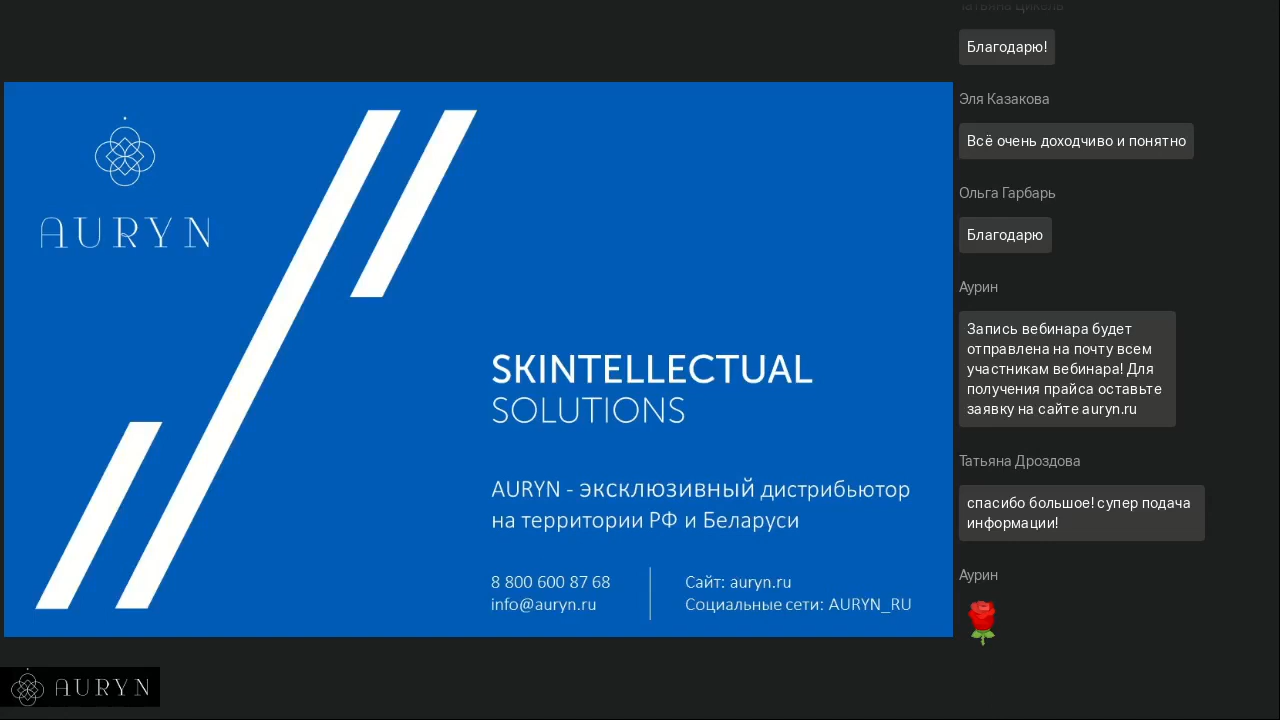 AURYN
SKINTELLECTUAL
SOLUTIONS
AURYN - эксклюзивный дистрибьютор
на территории РФ и Беларуси
8 800 600 87 68
info@auryn.ru
Сайт: auryn.ru
Социальные сети: AURYN_RU
AURYN
Благодарю!
Эля Казакова
Всё очень доходчиво и понятно
Ольга Гарбарь
Благодарю
Аурин
Запись вебинара будет
отправлена на почту всем
участникам вебинара! Для
получения прайса оставьте
заявку на сайте auryn.ru
Татьяна Дроздова
спасибо большое! супер подача
информации!
Аурин